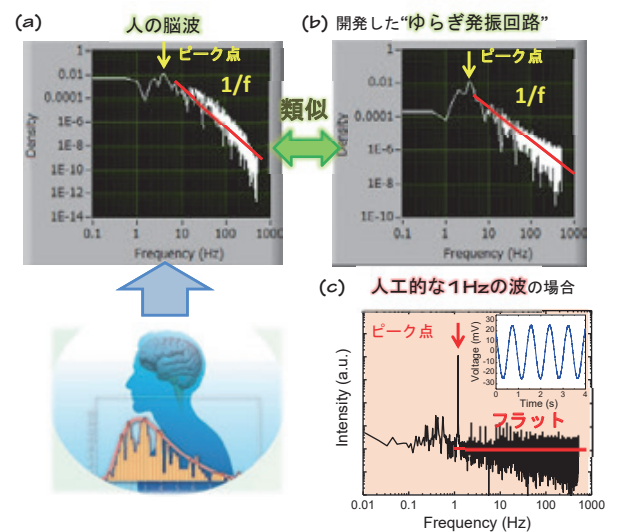 (a) 人の脳波
ピーク点
1/f
1
0.01
0.0001
1E-6
1E-8
1E-10
1E-12
1E-14
Density
0.1 1 10 100 1000
Frequency (Hz)
類似
(b) 開発した“ゆらぎ発振回路”
ピーク点
1/f
1
0.01
0.0001
1E-6
1E-8
1E-10
Density
0.1 1 10 100 1000
Frequency (Hz)
(c) 人工的な1Hzの波の場合
ピーク点
フラット
Intensity (a.u.)
0.01 0.1 1 10 100 1000
Frequency (Hz)
Voltage (mV)
30
20
10
0
-10
-20
-30
0 1 2 3 4
Time (s)